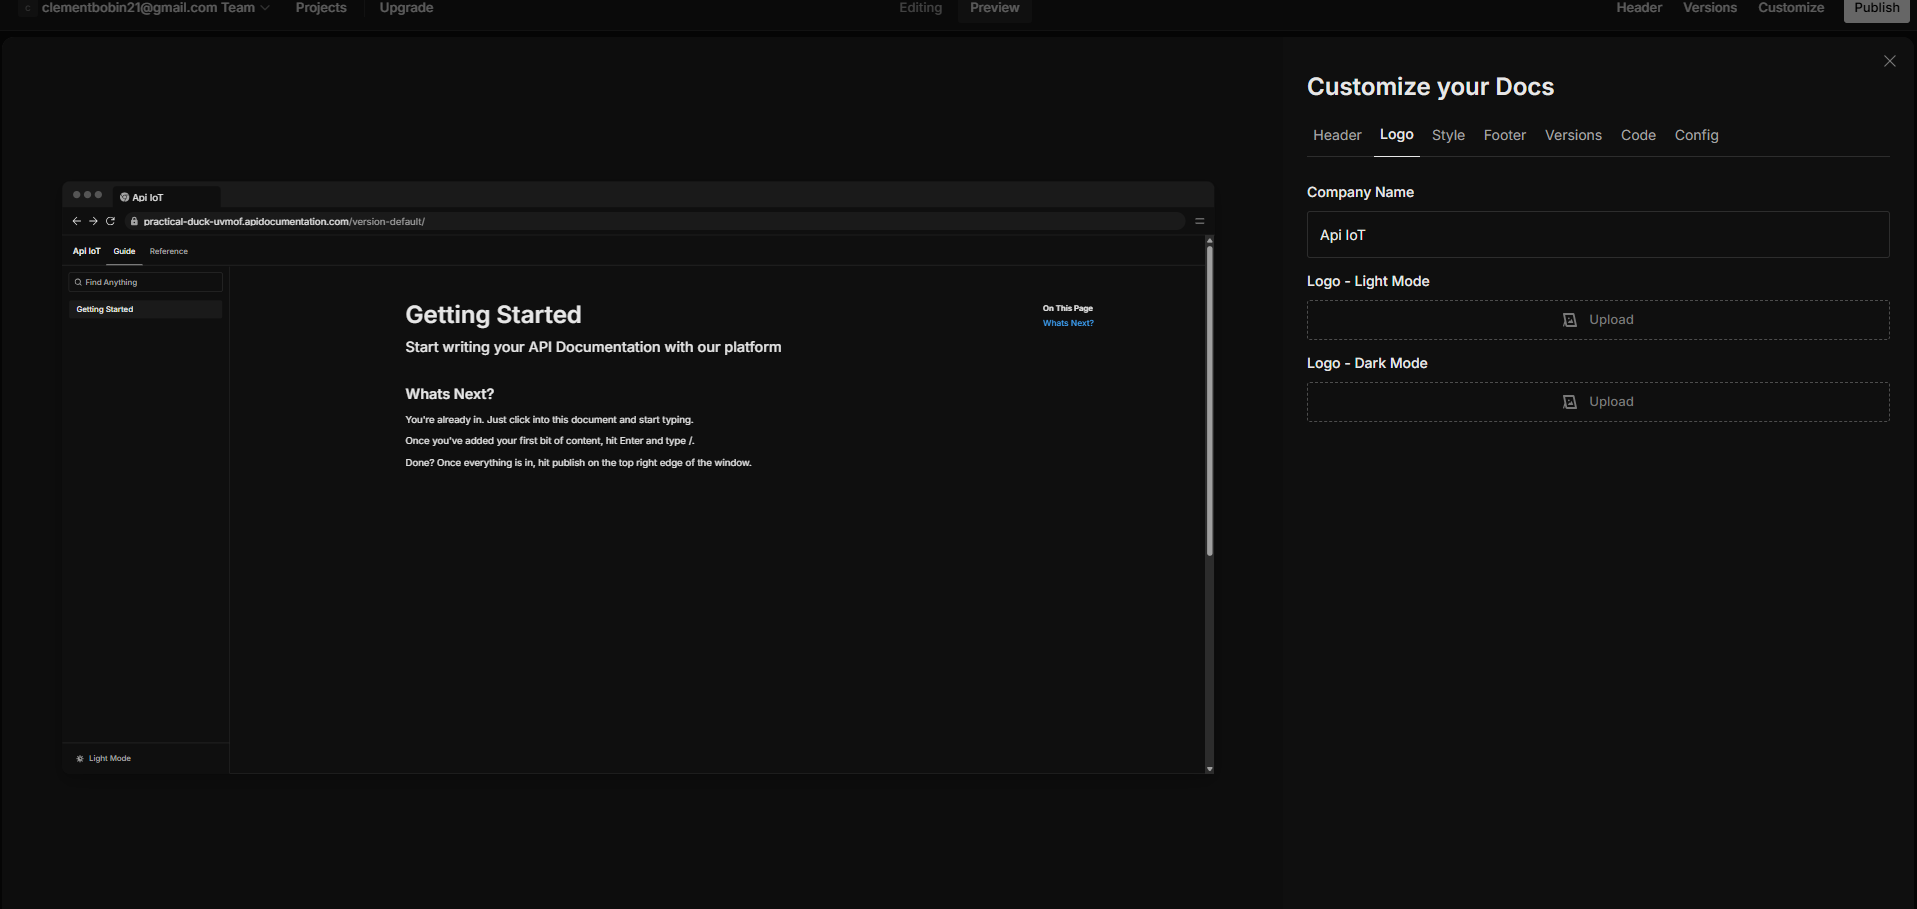 c clementbobin21@gmail.com Team Projects Upgrade Editing Preview Header Versions Customize Publish
Customize your Docs
Header Logo Style Footer Versions Code Config
Company Name
Api IoT
Logo - Light Mode
Upload
Logo - Dark Mode
Upload
Api IoT
practical-duck-uvmof.apidocumentation.com/version-default/
Api IoT Guide Reference
Find Anything
Getting Started
Getting Started
Start writing your API Documentation with our platform
Whats Next?
You're already in. Just click into this document and start typing.
Once you've added your first bit of content, hit Enter and type /.
Done? Once everything is in, hit publish on the top right edge of the window.
On This Page
Whats Next?
Light Mode